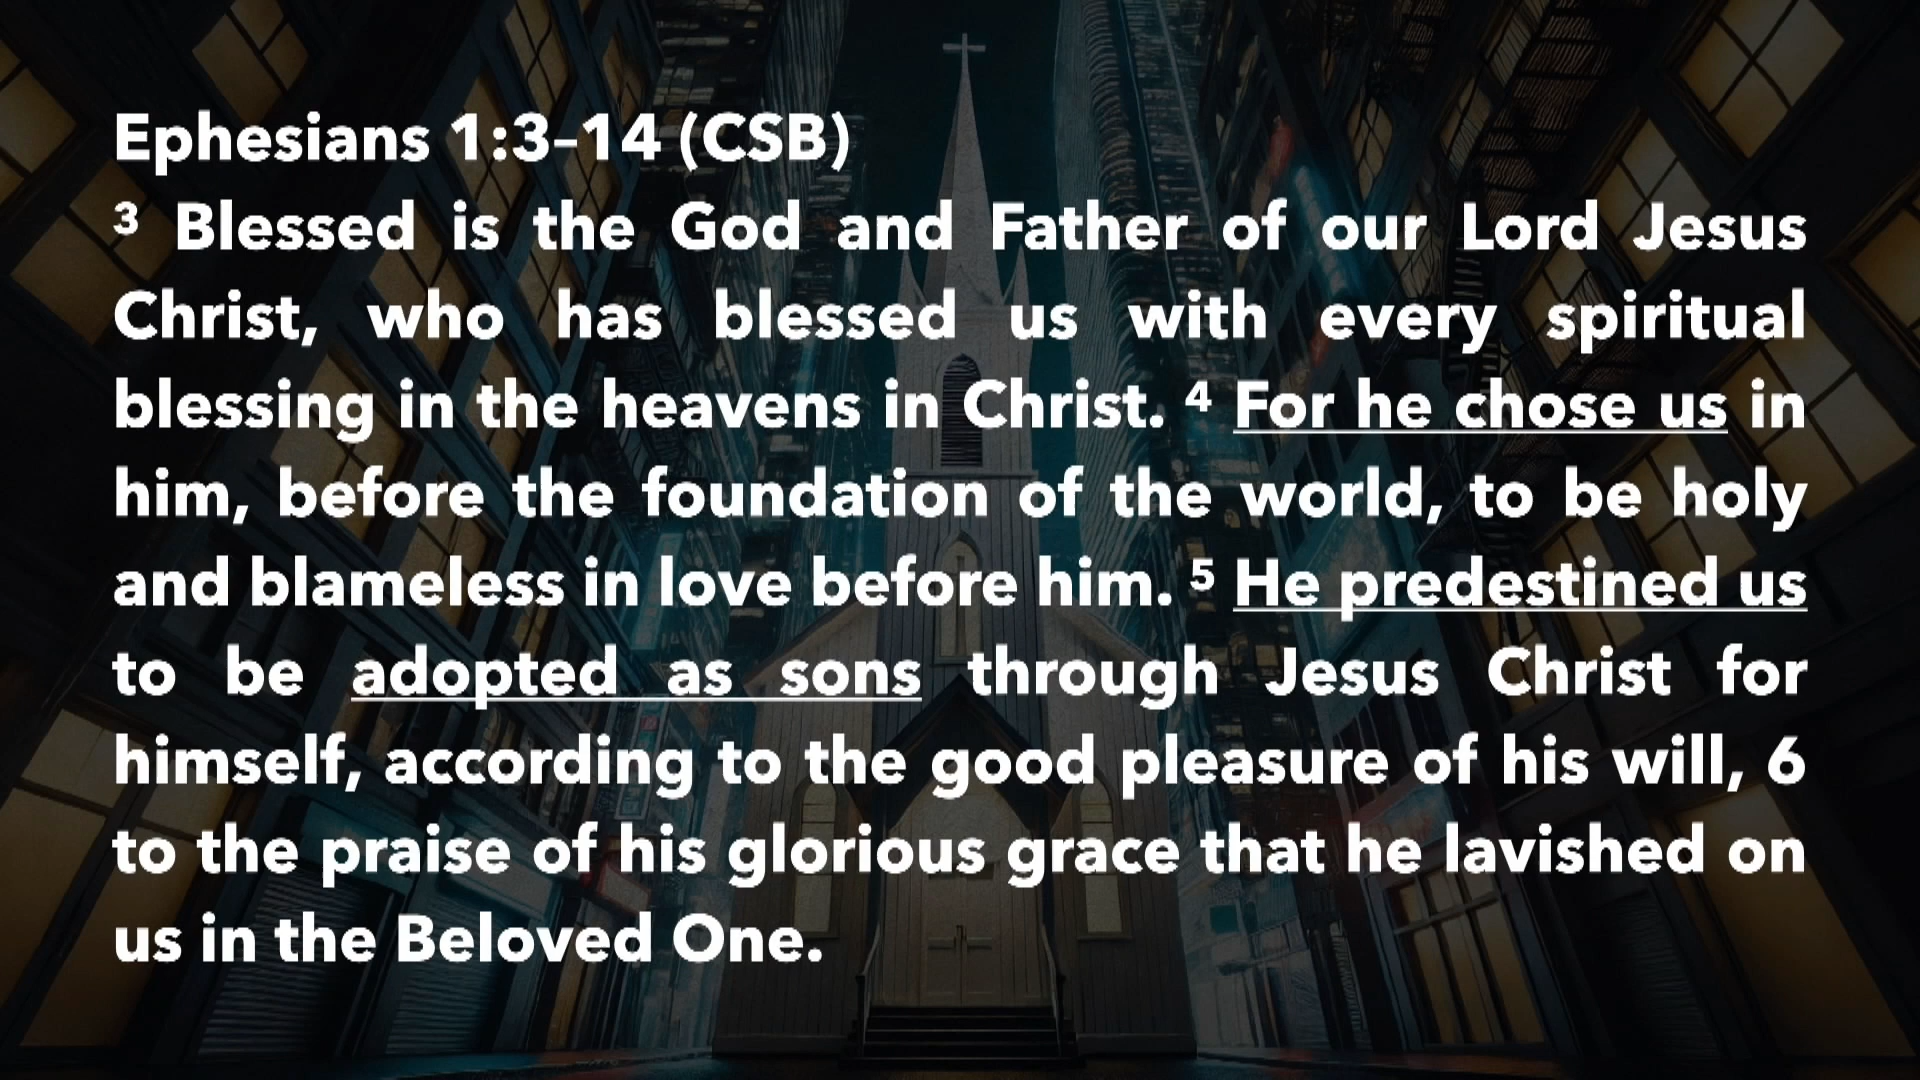 Ephesians 1:3–14 (CSB)
³ Blessed is the God and Father of our Lord Jesus
Christ, who has blessed us with every spiritual
blessing in the heavens in Christ. ⁴ For he chose us in
him, before the foundation of the world, to be holy
and blameless in love before him. ⁵ He predestined us
to be adopted as sons through Jesus Christ for
himself, according to the good pleasure of his will, 6
to the praise of his glorious grace that he lavished on
us in the Beloved One.